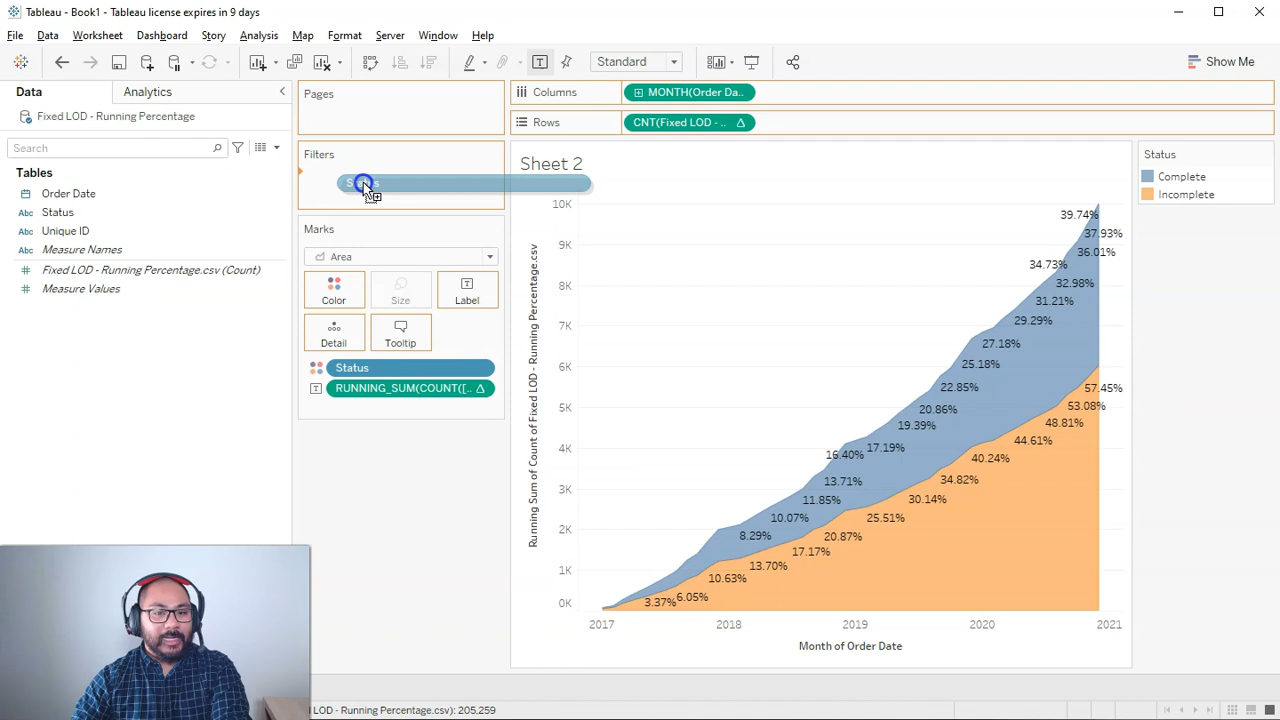 Tableau - Book1 - Tableau license expires in 9 days
File Data Worksheet Dashboard Story Analysis Map Format Server Window Help
Standard
Show Me
Data Analytics
Fixed LOD - Running Percentage
Search
Tables
Order Date
Abc Status
Abc Unique ID
Abc Measure Names
Fixed LOD - Running Percentage.csv (Count)
Measure Values
Pages
Filters
Marks
Area
Color Size Label
Detail Tooltip
Status
RUNNING_SUM(COUNT([..
Columns MONTH(Order Da..
Rows CNT(Fixed LOD - ..
Sheet 2
Status
Complete
Incomplete
Running Sum of Count of Fixed LOD - Running Percentage.csv
10K
9K
8K
7K
6K
5K
4K
3K
2K
1K
0K
39.74%
37.93%
36.01%
34.73%
32.98%
31.21%
29.29%
27.18%
25.18%
22.85%
20.86%
19.39%
17.19%
16.40%
13.71%
11.85%
10.07%
8.29%
57.45%
53.08%
48.81%
44.61%
40.24%
34.82%
30.14%
25.51%
20.87%
17.17%
13.70%
10.63%
6.05%
3.37%
2017 2018 2019 2020 2021
Month of Order Date
LOD - Running Percentage.csv): 205,259